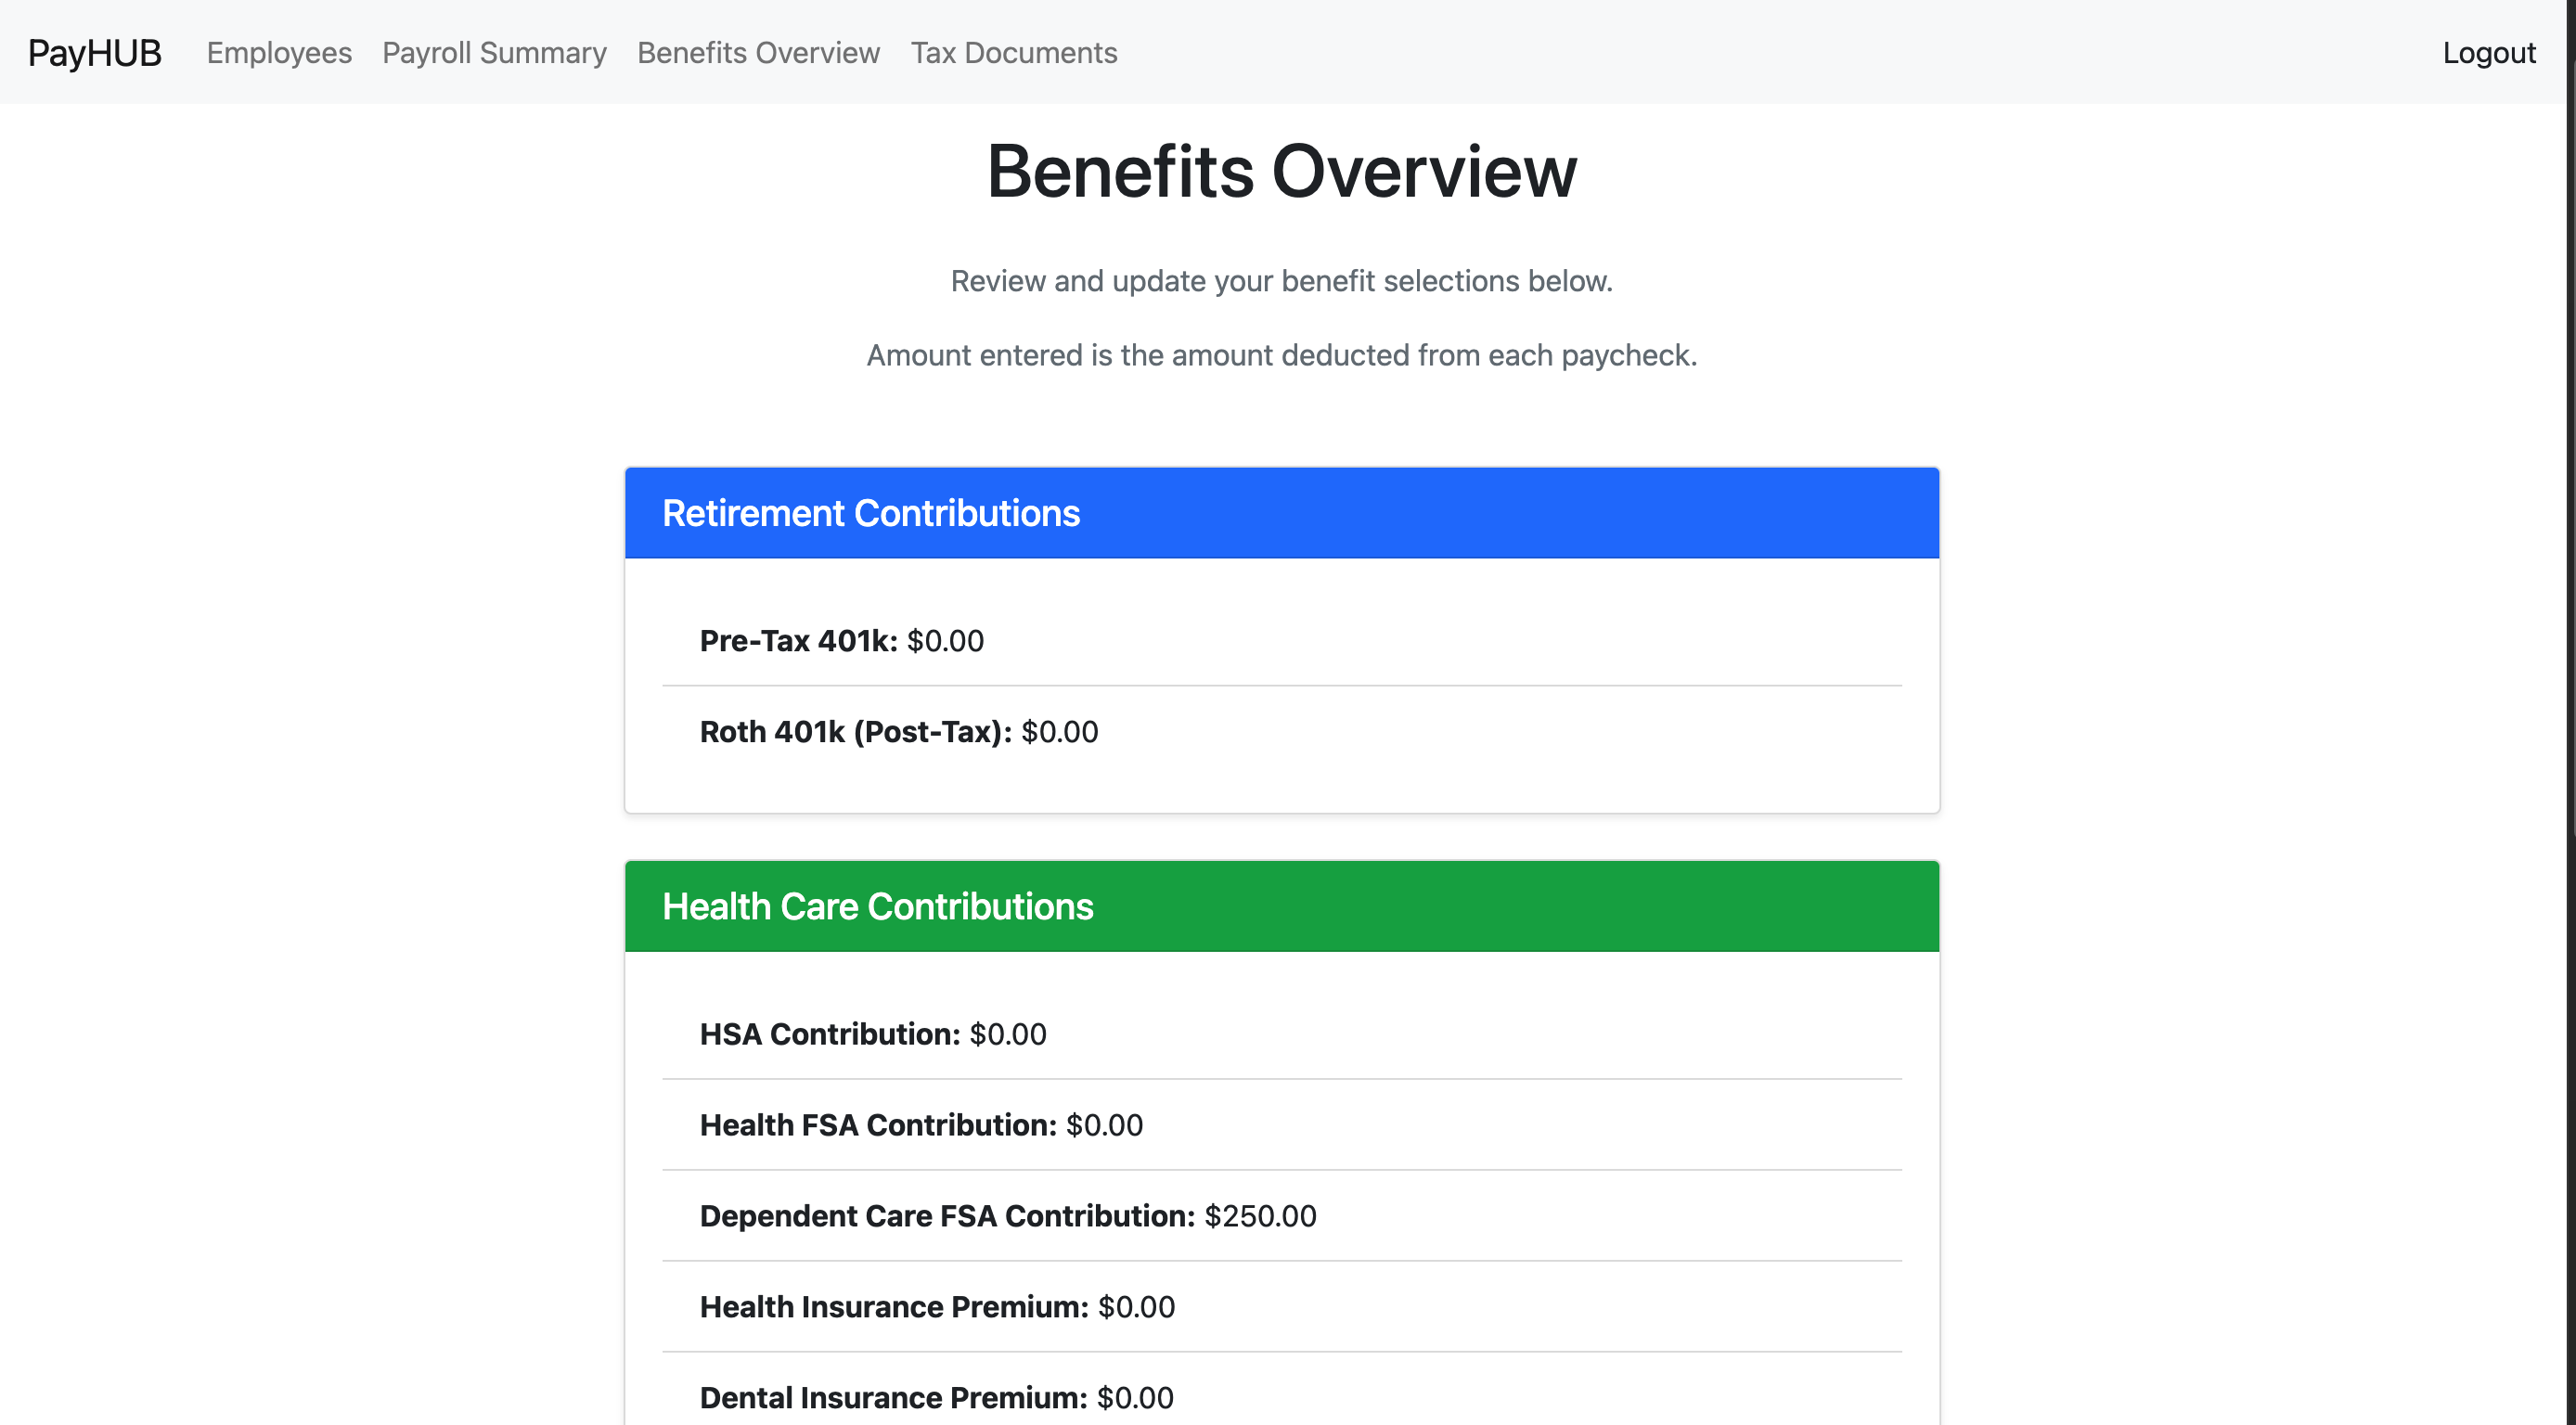 PayHUB Employees Payroll Summary Benefits Overview Tax Documents Logout
Benefits Overview
Review and update your benefit selections below.
Amount entered is the amount deducted from each paycheck.
Retirement Contributions
Pre-Tax 401k: $0.00
Roth 401k (Post-Tax): $0.00
Health Care Contributions
HSA Contribution: $0.00
Health FSA Contribution: $0.00
Dependent Care FSA Contribution: $250.00
Health Insurance Premium: $0.00
Dental Insurance Premium: $0.00